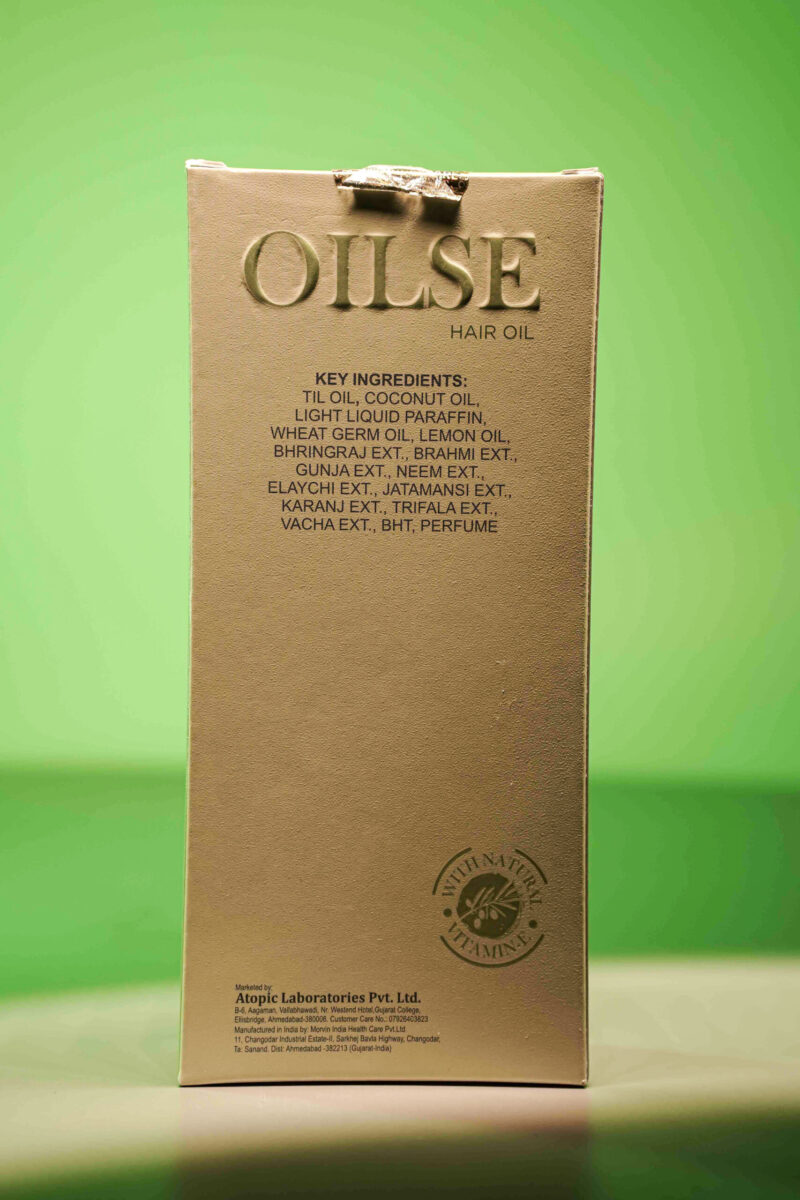 OILSE
HAIR OIL
KEY INGREDIENTS:
TIL OIL, COCONUT OIL,
LIGHT LIQUID PARAFFIN,
WHEAT GERM OIL, LEMON OIL,
BHRINGRAJ EXT., BRAHMI EXT.,
GUNJA EXT., NEEM EXT.,
ELAYCHI EXT., JATAMANSI EXT.,
KARANJ EXT., TRIFALA EXT.,
VACHA EXT., BHT, PERFUME
WITH NATURAL
VITAMIN-E
Marketed by:
Atopic Laboratories Pvt. Ltd.
B-6, Aagaman, Vallabhawadi, Nr. Westend Hotel,Gujarat College,
Ellisbridge, Ahmedabad-380006. Customer Care No.: 07926403823
Manufactured in India by: Morvin India Health Care Pvt.Ltd
11, Changodar Industrial Estate-II, Sarkhej Bavla Highway, Changodar,
Ta: Sanand. Dist: Ahmedabad -382213 (Gujarat-India)